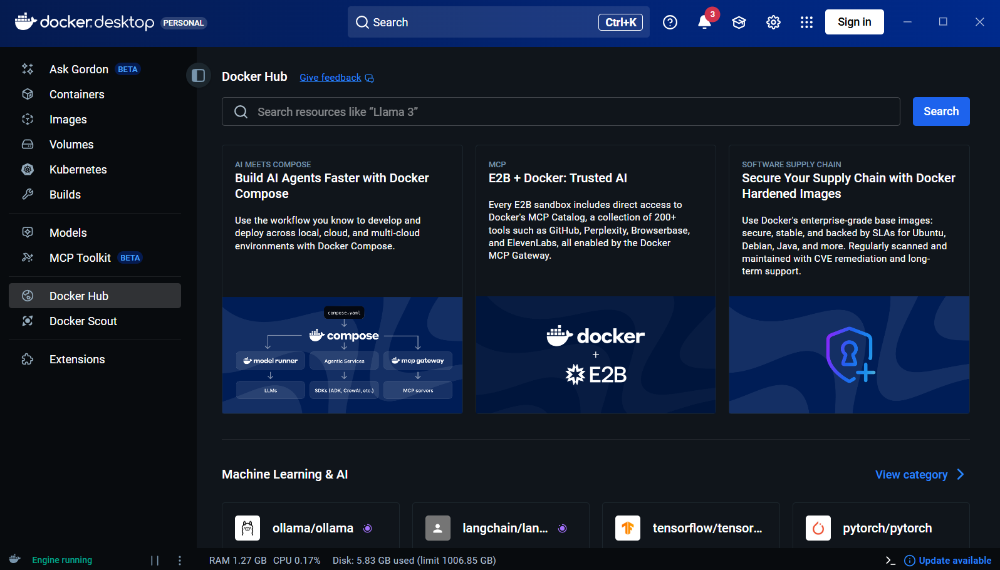 docker.desktop PERSONAL
Search
Ctrl+K
3
Sign in
Ask Gordon BETA
Containers
Images
Volumes
Kubernetes
Builds
Models
MCP Toolkit BETA
Docker Hub
Docker Scout
Extensions
Docker Hub Give feedback
Search resources like “Llama 3”
Search
AI MEETS COMPOSE
Build AI Agents Faster with Docker
Compose
Use the workflow you know to develop and
deploy across local, cloud, and multi-cloud
environments with Docker Compose.
compose.yaml
compose
model runner
Agentic Services
mcp gateway
LLMs
SDKs (ADK, CrewAI, etc.)
MCP servers
MCP
E2B + Docker: Trusted AI
Every E2B sandbox includes direct access to
Docker's MCP Catalog, a collection of 200+
tools such as GitHub, Perplexity, Browserbase,
and ElevenLabs, all enabled by the Docker
MCP Gateway.
docker
+
E2B
SOFTWARE SUPPLY CHAIN
Secure Your Supply Chain with Docker
Hardened Images
Use Docker's enterprise-grade base images:
secure, stable, and backed by SLAs for Ubuntu,
Debian, Java, and more. Regularly scanned and
maintained with CVE remediation and long-
term support.
Machine Learning & AI
View category
ollama/ollama
langchain/lan...
tensorflow/tensor...
pytorch/pytorch
Engine running
RAM 1.27 GB CPU 0.17% Disk: 5.83 GB used (limit 1006.85 GB)
Update available